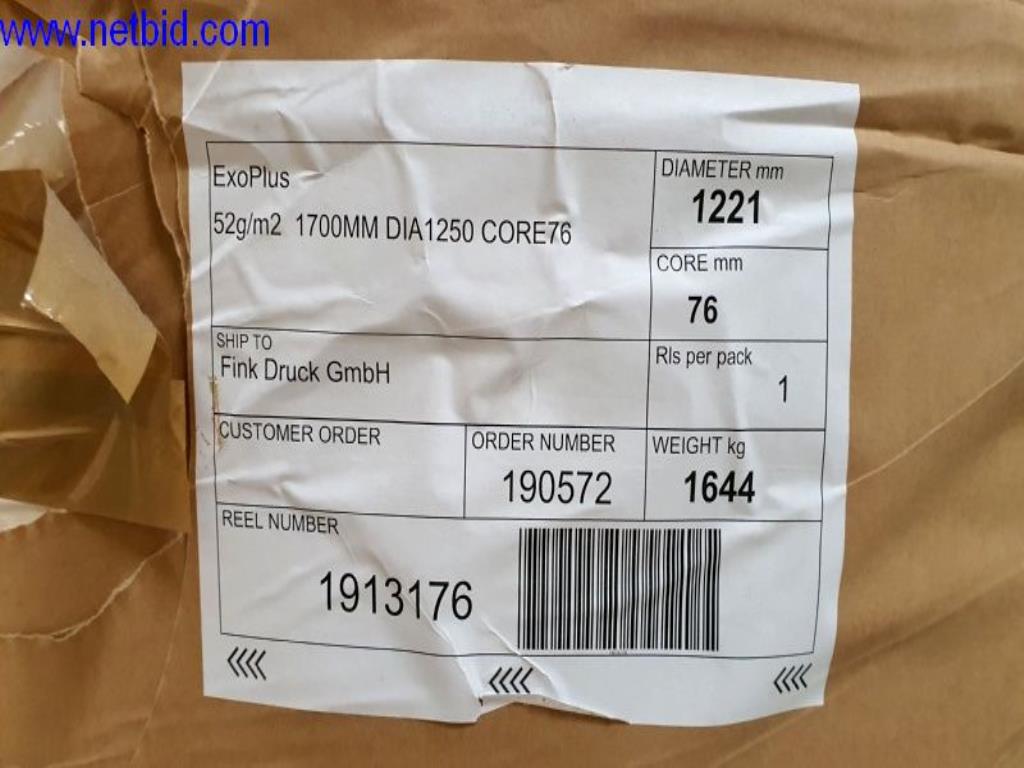 www.netbid.com
ExoPlus
52g/m2 1700MM DIA1250 CORE76
DIAMETER mm
1221
CORE mm
76
SHIP TO
Fink Druck GmbH
Rls per pack
1
CUSTOMER ORDER
ORDER NUMBER
190572
WEIGHT kg
1644
REEL NUMBER
1913176